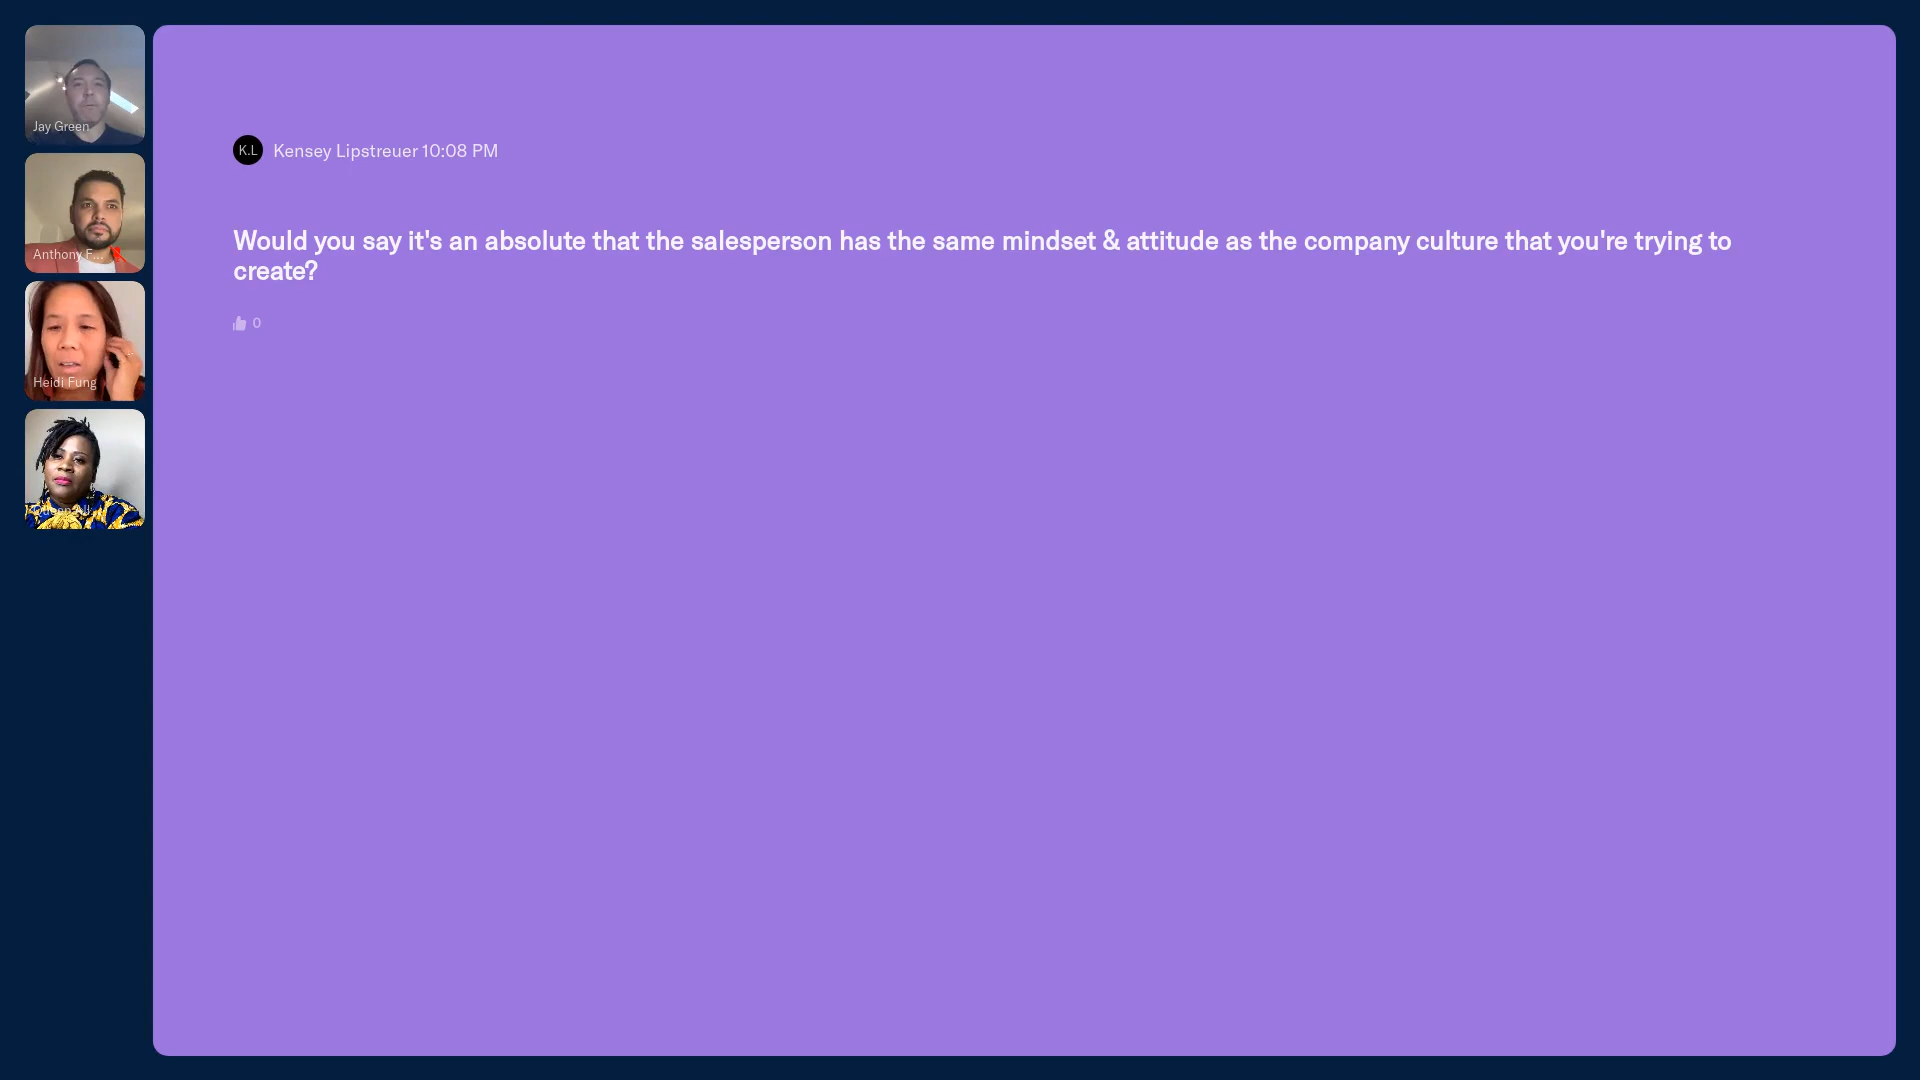 Jay Green
Anthony F...
Heidi Fung
K.L
Kensey Lipstreuer 10:08 PM
Would you say it's an absolute that the salesperson has the same mindset & attitude as the company culture that you're trying to
create?
0